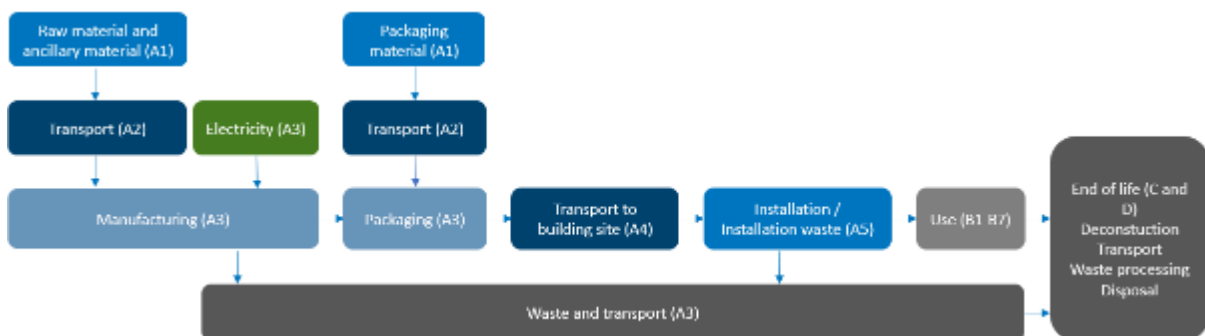 Raw material and
ancillary material (A1)
Packaging
material (A1)
Transport (A2)
Electricity (A3)
Transport (A2)
Manufacturing (A3)
Packaging (A3)
Transport to
building site (A4)
Installation /
Installation waste (A5)
Use (B1-B7)
End of life (C and
D)
Deconstuction
Transport
Waste processing
Disposal
Waste and transport (A3)